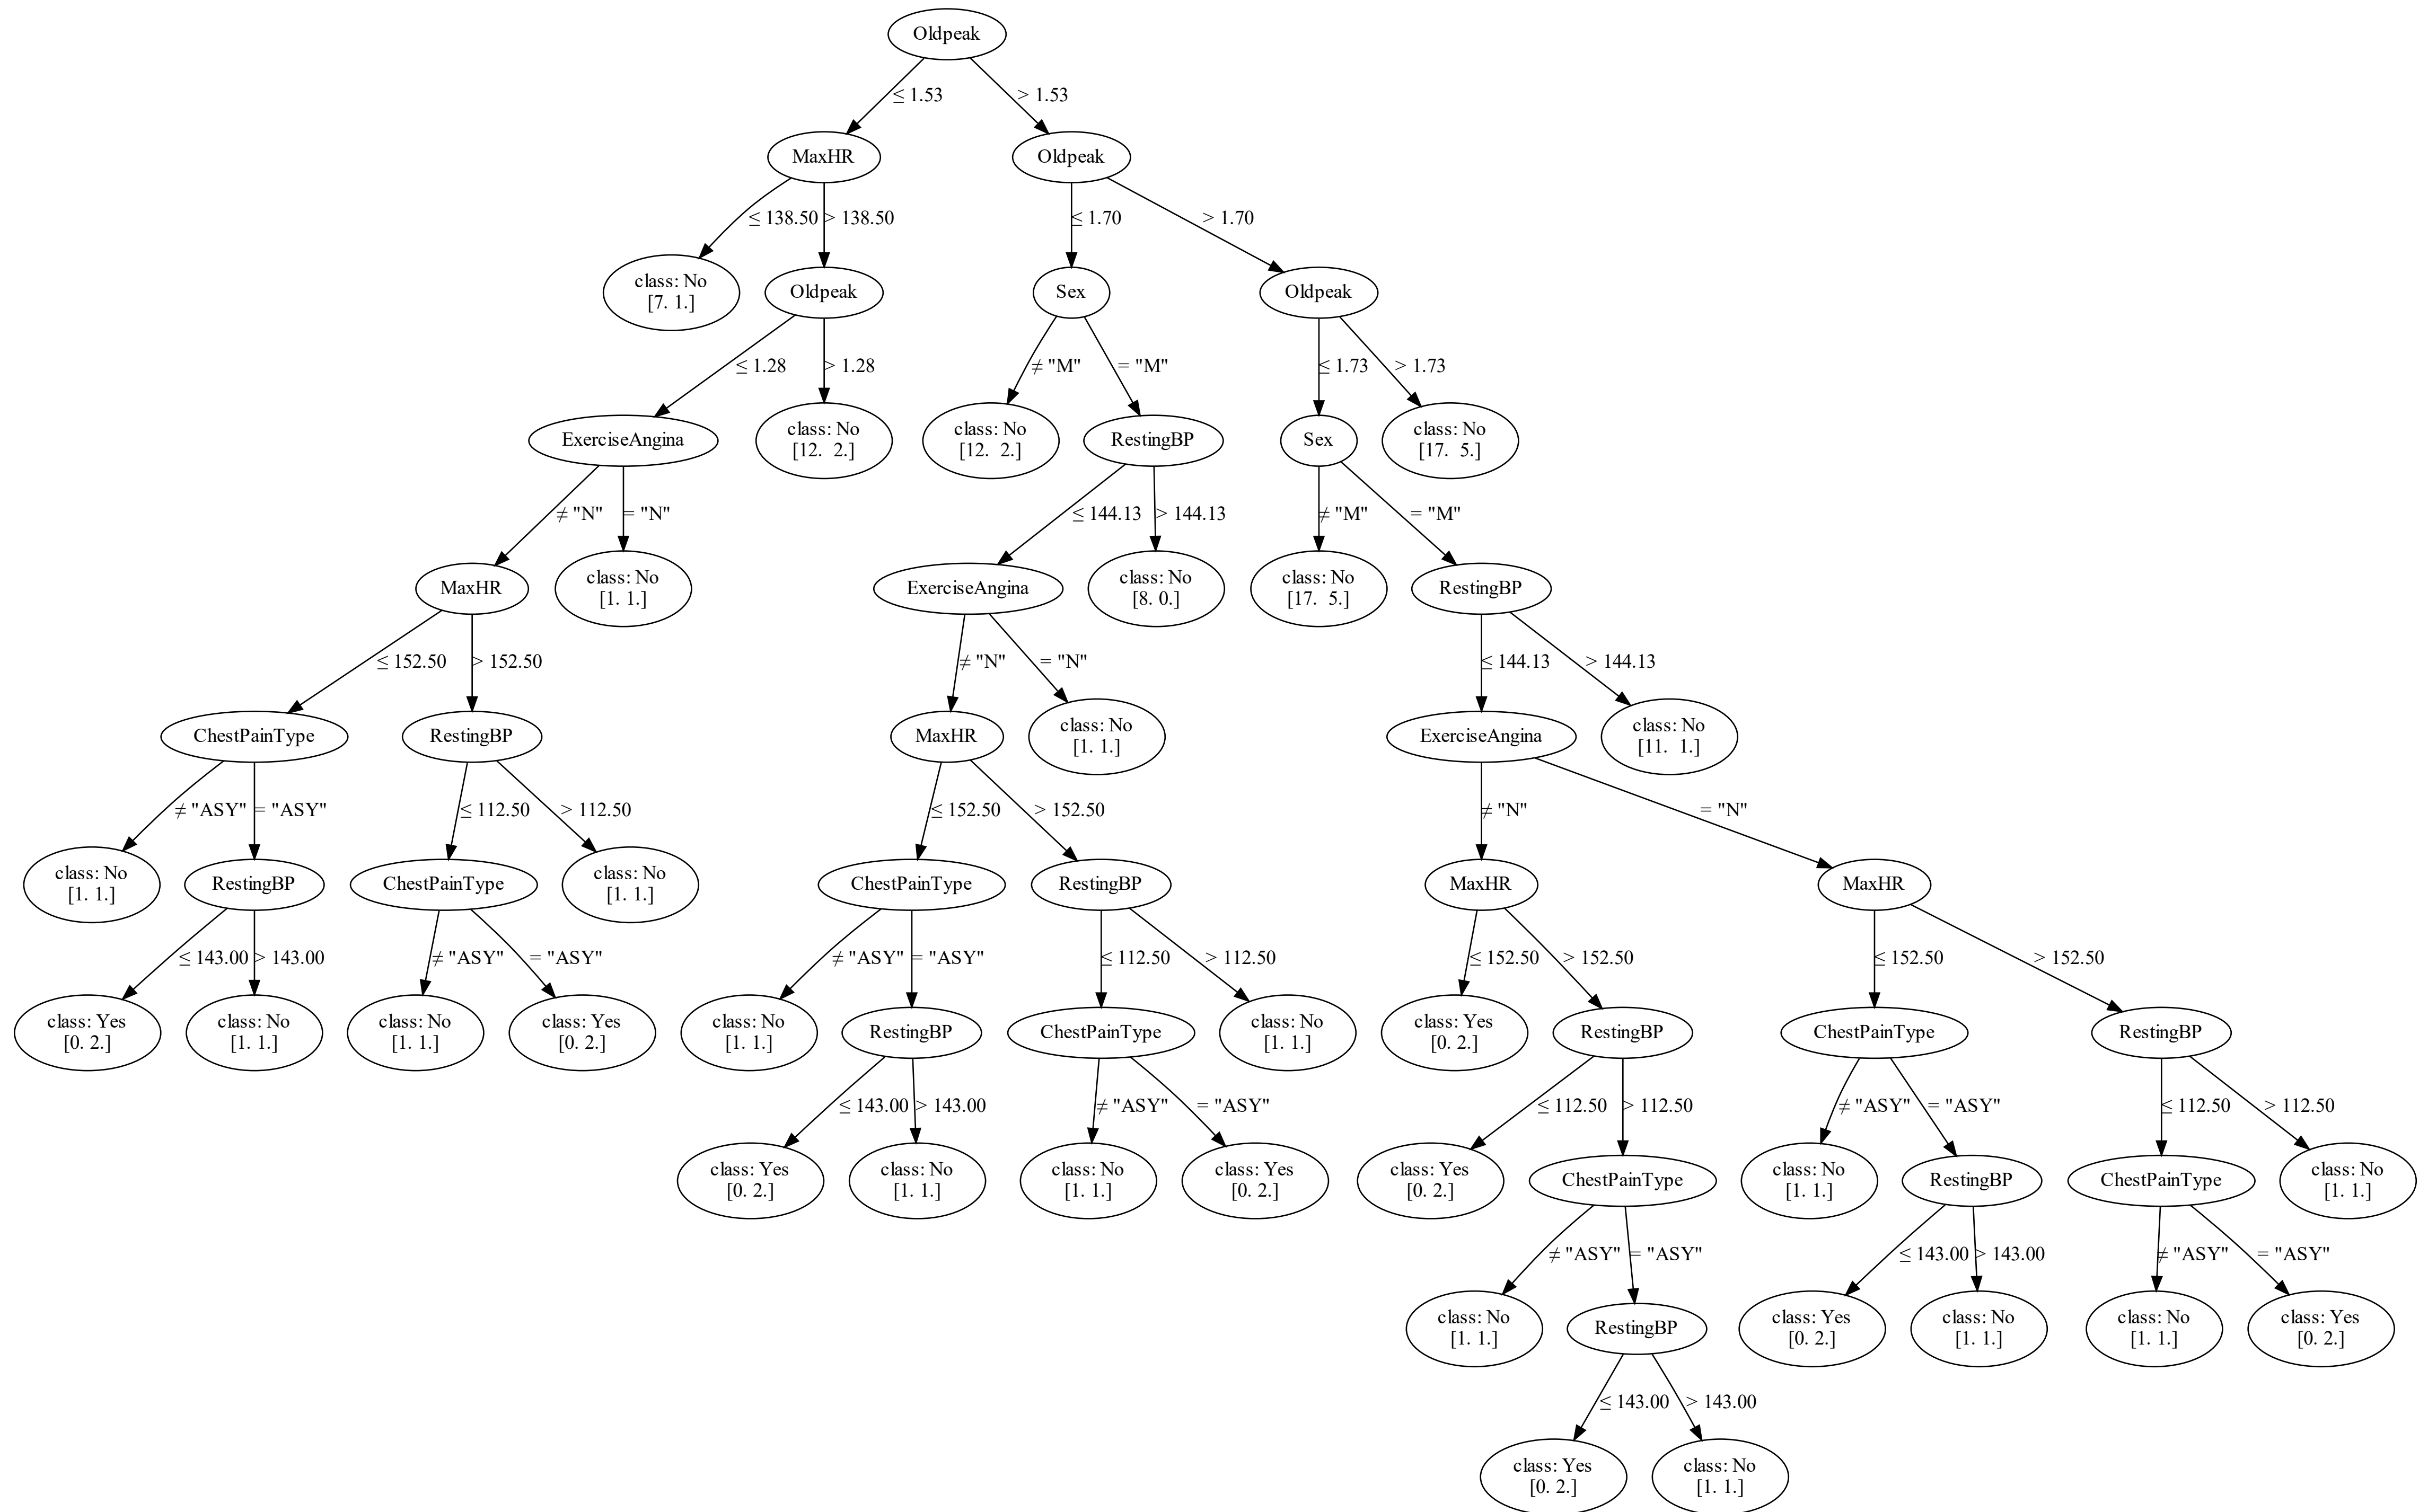 Oldpeak
≤ 1.53
> 1.53
MaxHR
Oldpeak
≤ 138.50
> 138.50
≤ 1.70
> 1.70
class: No
[7. 1.]
Oldpeak
Sex
Oldpeak
≤ 1.28
> 1.28
≠ "M"
= "M"
≤ 1.73
> 1.73
ExerciseAngina
class: No
[12.  2.]
class: No
[12.  2.]
RestingBP
Sex
class: No
[17.  5.]
≠ "N"
= "N"
≤ 144.13
> 144.13
≠ "M"
= "M"
MaxHR
class: No
[1. 1.]
ExerciseAngina
class: No
[8. 0.]
class: No
[17.  5.]
RestingBP
≤ 152.50
> 152.50
≠ "N"
= "N"
≤ 144.13
> 144.13
ChestPainType
RestingBP
MaxHR
class: No
[1. 1.]
ExerciseAngina
class: No
[11.  1.]
≠ "ASY"
= "ASY"
≤ 112.50
> 112.50
≤ 152.50
> 152.50
≠ "N"
= "N"
class: No
[1. 1.]
RestingBP
ChestPainType
class: No
[1. 1.]
ChestPainType
RestingBP
MaxHR
MaxHR
≤ 143.00
> 143.00
≠ "ASY"
= "ASY"
≠ "ASY"
= "ASY"
≤ 112.50
> 112.50
≤ 152.50
> 152.50
≤ 152.50
> 152.50
class: Yes
[0. 2.]
class: No
[1. 1.]
class: No
[1. 1.]
class: Yes
[0. 2.]
class: No
[1. 1.]
RestingBP
ChestPainType
class: No
[1. 1.]
class: Yes
[0. 2.]
RestingBP
ChestPainType
RestingBP
≤ 143.00
> 143.00
≠ "ASY"
= "ASY"
≤ 112.50
> 112.50
≠ "ASY"
= "ASY"
≤ 112.50
> 112.50
class: Yes
[0. 2.]
class: No
[1. 1.]
class: No
[1. 1.]
class: Yes
[0. 2.]
class: Yes
[0. 2.]
ChestPainType
class: No
[1. 1.]
RestingBP
ChestPainType
class: No
[1. 1.]
≠ "ASY"
= "ASY"
≤ 143.00
> 143.00
≠ "ASY"
= "ASY"
class: No
[1. 1.]
RestingBP
class: Yes
[0. 2.]
class: No
[1. 1.]
class: No
[1. 1.]
class: Yes
[0. 2.]
≤ 143.00
> 143.00
class: Yes
[0. 2.]
class: No
[1. 1.]